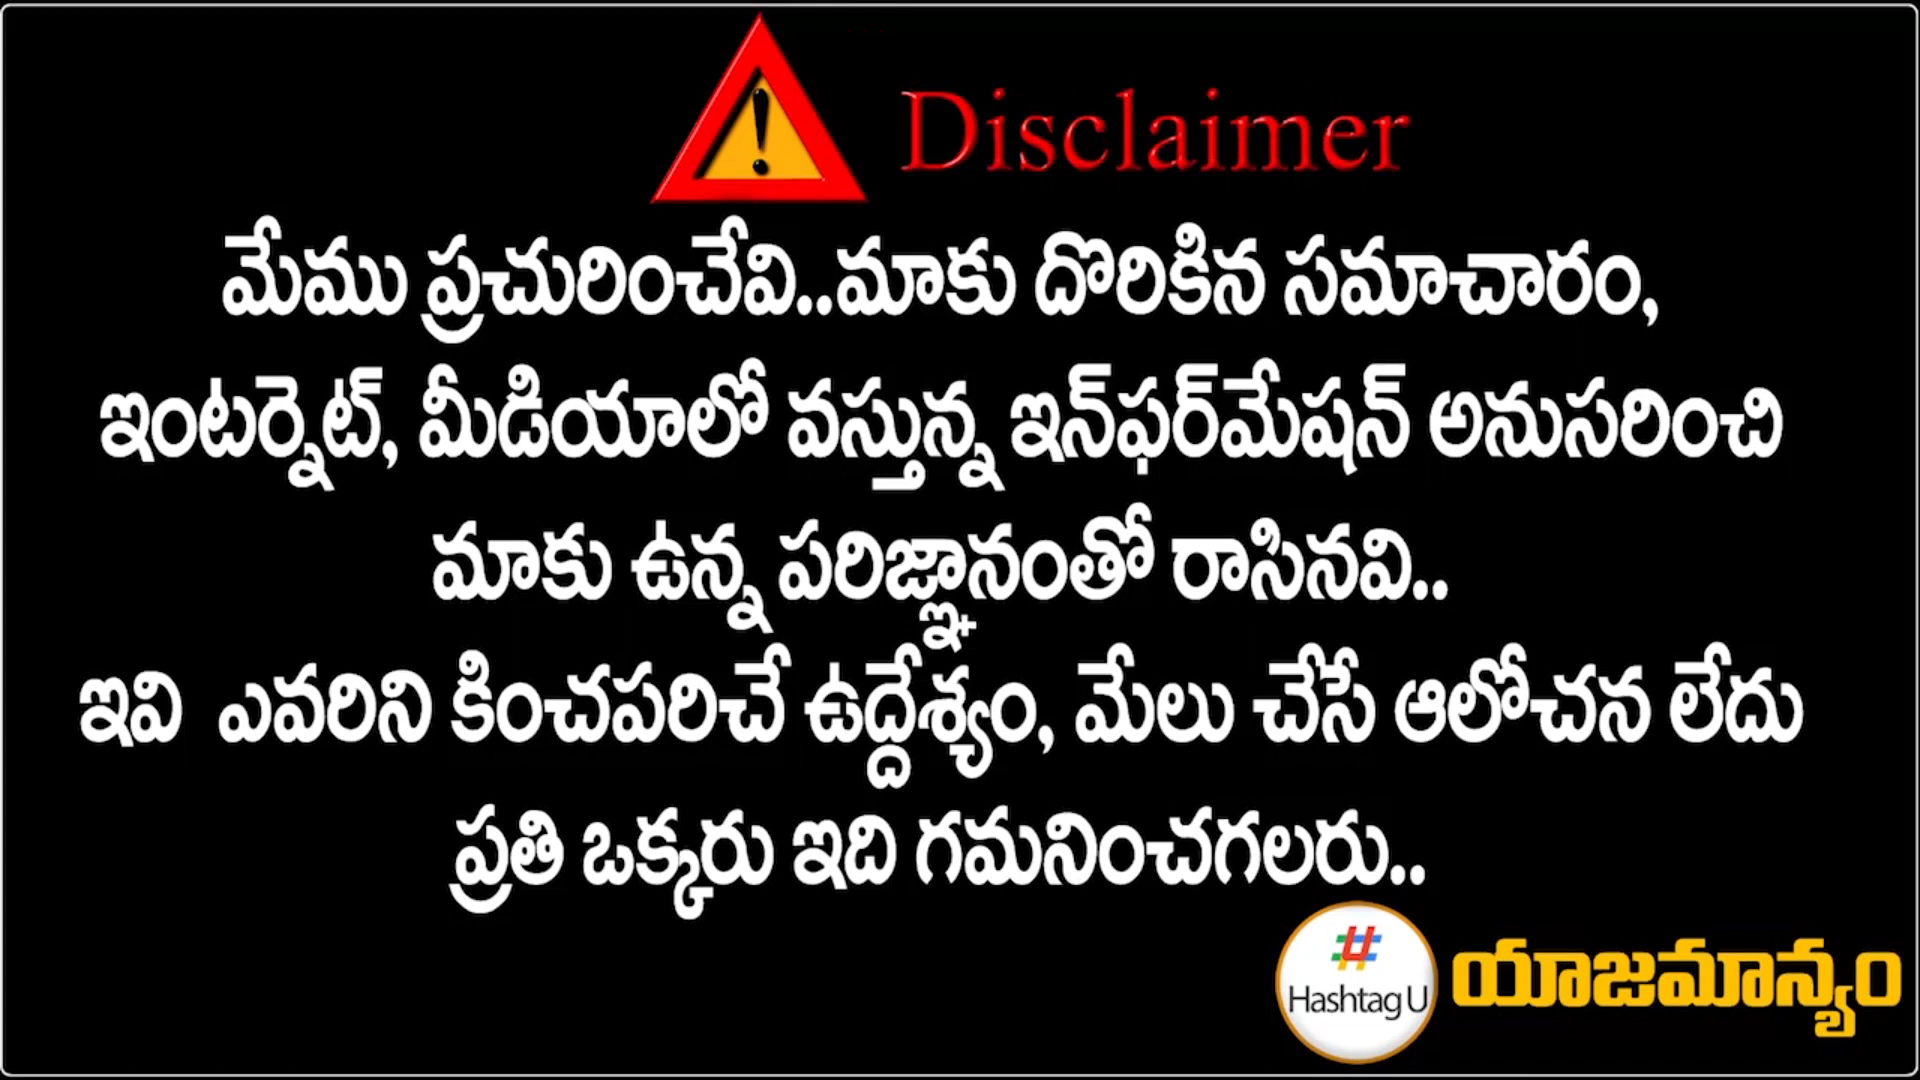 Disclaimer
మేము ప్రచురించేవి..మాకు దొరికిన సమాచారం,
ఇంటర్నెట్, మీడియాలో వస్తున్న ఇన్‌ఫర్‌మేషన్ అనుసరించి
మాకు ఉన్న పరిజ్ఞానంతో రాసినవి..
ఇవి ఎవరిని కించపరిచే ఉద్దేశ్యం, మేలు చేసే ఆలోచన లేదు
ప్రతి ఒక్కరు ఇది గమనించగలరు..
Hashtag U యాజమాన్యం